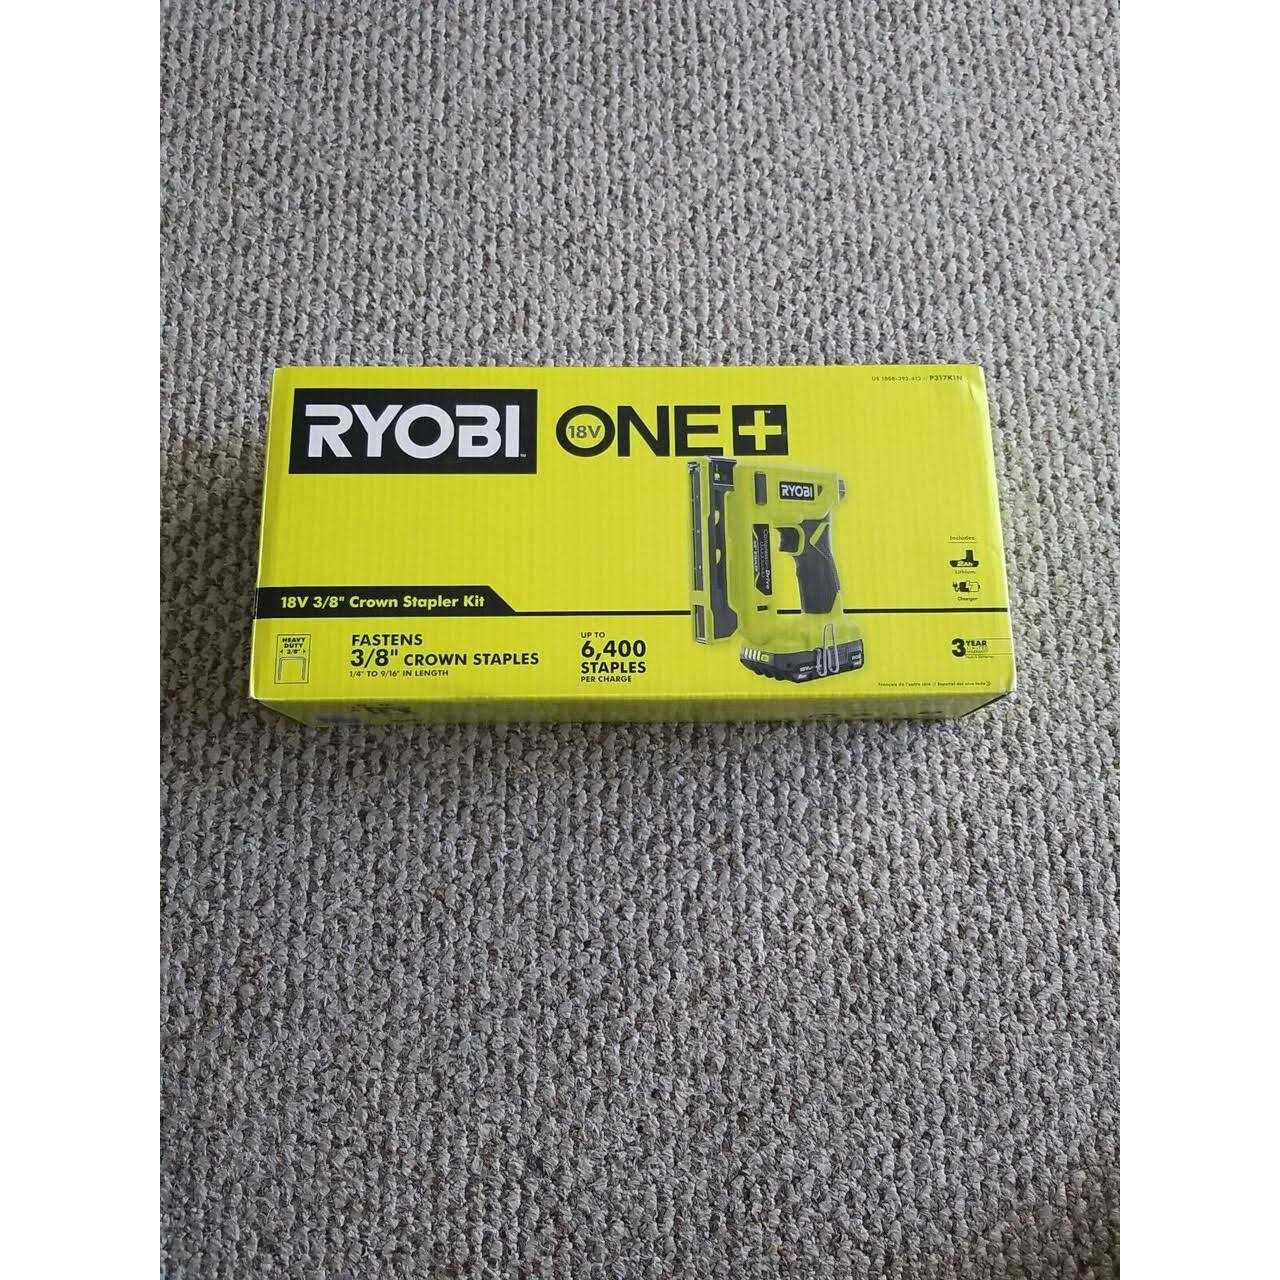 RYOBI
18V ONE+
P317K1N
RYOBI
Includes:
2Ah
Lithium
Charger
18V 3/8" Crown Stapler Kit
HEAVY
DUTY
3/8"
FASTENS
3/8" CROWN STAPLES
1/4" TO 9/16" IN LENGTH
UP TO
6,400
STAPLES
PER CHARGE
3 YEAR